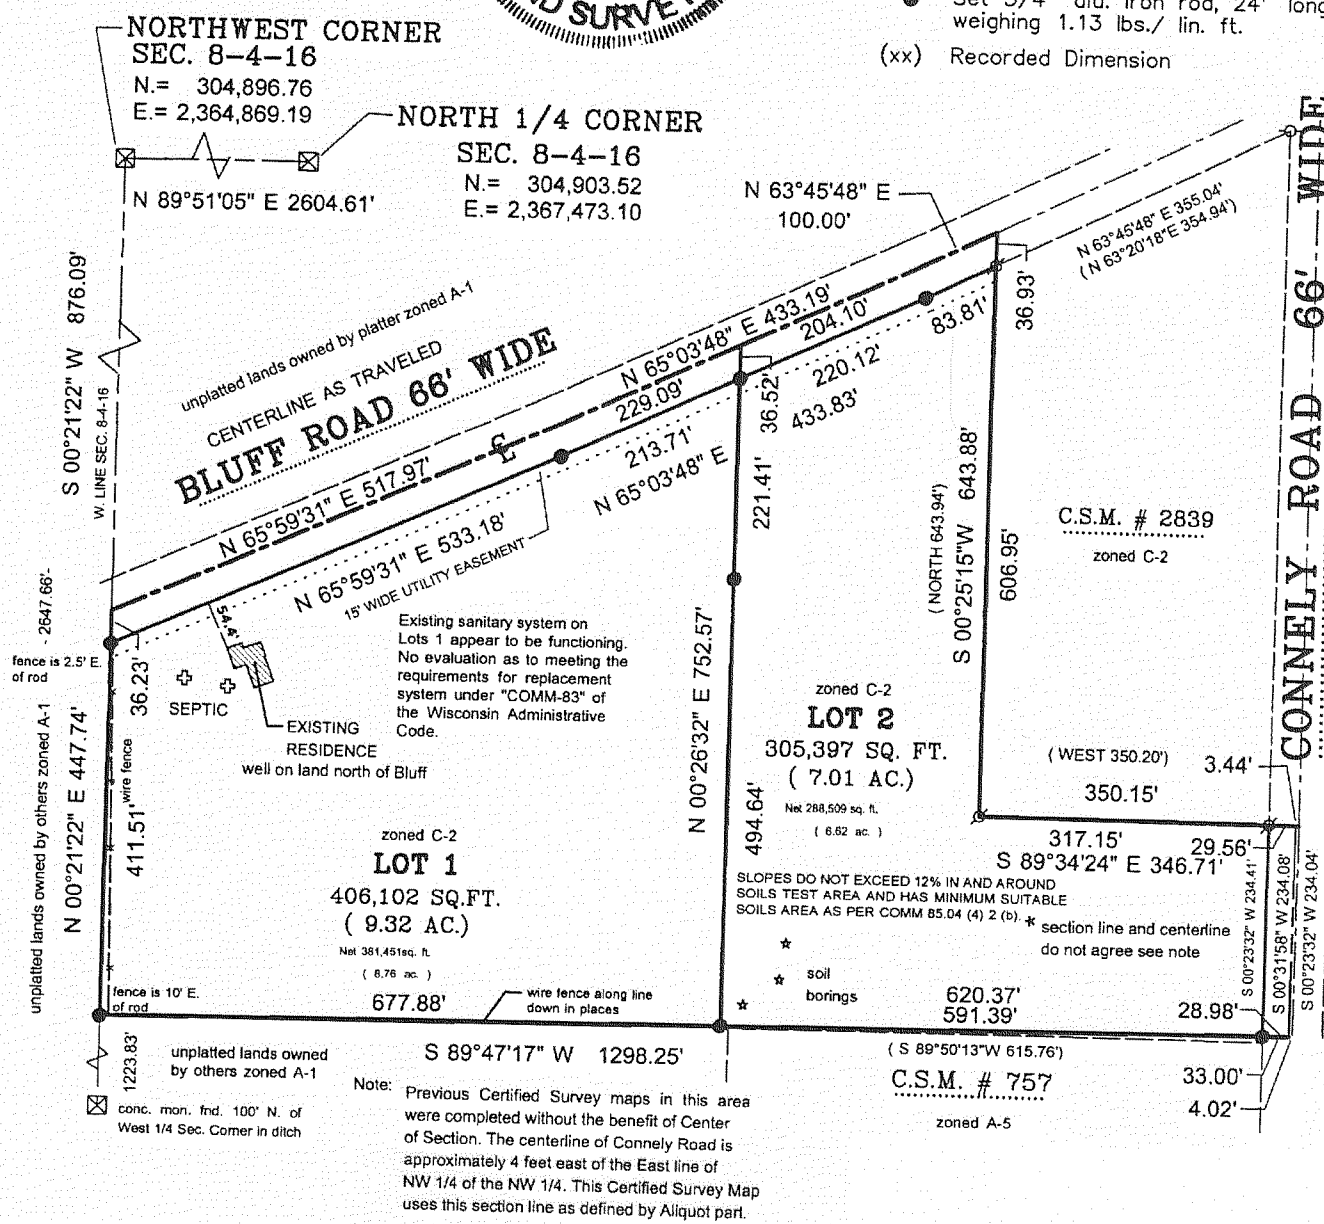 D SURVE
Set 3/4" dia. iron rod, 24" long
weighing 1.13 lbs./ lin. ft.
(xx) Recorded Dimension
NORTHWEST CORNER
SEC. 8-4-16
N.= 304,896.76
E.= 2,364,869.19
NORTH 1/4 CORNER
SEC. 8-4-16
N.= 304,903.52
E.= 2,367,473.10
N 89°51'05" E 2604.61'
N 63°45'48" E
100.00'
N 63°45'48" E 355.04'
( N 63°20'18"E 354.94')
CONNELY ROAD 66' WIDE
S 00°21'22" W 876.09'
W. LINE SEC. 8-4-16
unplatted lands owned by platter zoned A-1
CENTERLINE AS TRAVELED
BLUFF ROAD 66' WIDE
N 65°03'48" E 433.19'
204.10'
83.81'
36.93'
229.09'
36.52'
220.12'
433.83'
213.71'
N 65°03'48" E
221.41'
N 65°59'31" E 517.97'
N 65°59'31" E 533.18'
15' WIDE UTILITY EASEMENT
(NORTH 643.94')
S 00°25'15"W 643.88'
606.95'
C.S.M. # 2839
zoned C-2
- 2647.66'-
fence is 2.5' E.
of rod
36.23'
54.4'
SEPTIC
EXISTING
RESIDENCE
well on land north of Bluff
Existing sanitary system on
Lots 1 appear to be functioning.
No evaluation as to meeting the
requirements for replacement
system under "COMM-83" of
the Wisconsin Administrative
Code.
unplatted lands owned by others zoned A-1
N 00°21'22" E 447.74'
wire fence
411.51'
N 00°26'32" E 752.57'
494.64'
zoned C-2
LOT 2
305,397 SQ. FT.
( 7.01 AC.)
Net 288,509 sq. ft.
( 6.62 ac. )
( WEST 350.20')
3.44'
350.15'
317.15'
29.56'
S 89°34'24" E 346.71'
zoned C-2
LOT 1
406,102 SQ.FT.
( 9.32 AC.)
Net 381,451sq. ft.
( 8.76 ac. )
SLOPES DO NOT EXCEED 12% IN AND AROUND
SOILS TEST AREA AND HAS MINIMUM SUITABLE
SOILS AREA AS PER COMM 85.04 (4) 2 (b).
* section line and centerline
do not agree see note
S 00°23'32" W 234.41'
S 00°31'58" W 234.08'
S 00°23'32" W 234.04'
soil
borings
fence is 10' E.
of rod
677.88'
wire fence along line
down in places
620.37'
591.39'
28.98'
S 89°47'17" W 1298.25'
( S 89°50'13"W 615.76')
C.S.M. # 757
zoned A-5
33.00'
4.02'
1223.83'
unplatted lands owned
by others zoned A-1
conc. mon. fnd. 100' N. of
West 1/4 Sec. Corner in ditch
Note: Previous Certified Survey maps in this area
were completed without the benefit of Center
of Section. The centerline of Connely Road is
approximately 4 feet east of the East line of
NW 1/4 of the NW 1/4. This Certified Survey Map
uses this section line as defined by Aliquot part.